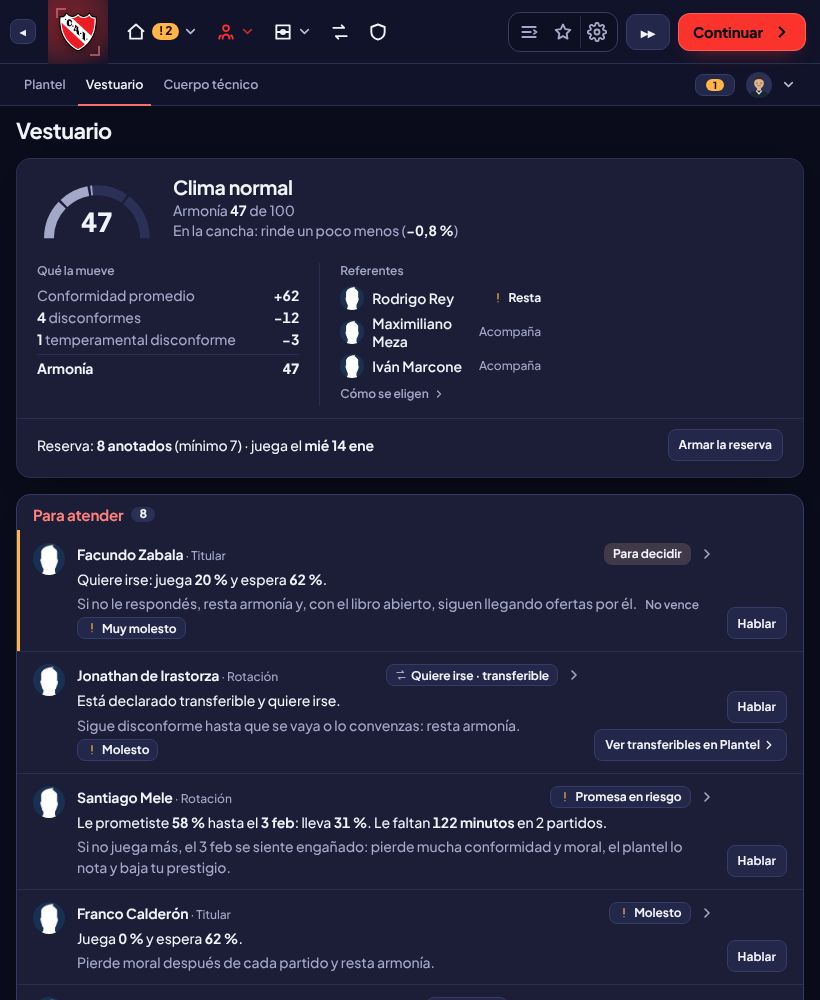 ! 2
CAI
Continuar
Plantel
Vestuario
Cuerpo técnico
1
Vestuario
47
Clima normal
Armonía 47 de 100
En la cancha: rinde un poco menos (−0,8 %)
Qué la mueve
Conformidad promedio +62
4 disconformes −12
1 temperamental disconforme −3
Armonía 47
Referentes
Rodrigo Rey ! Resta
Maximiliano
Meza
Acompaña
Iván Marcone Acompaña
Cómo se eligen
Reserva: 8 anotados (mínimo 7) · juega el mié 14 ene
Armar la reserva
Para atender 8
Facundo Zabala · Titular
Para decidir
Quiere irse: juega 20 % y espera 62 %.
Si no le respondés, resta armonía y, con el libro abierto, siguen llegando ofertas por él. No vence
! Muy molesto
Hablar
Jonathan de Irastorza · Rotación
Quiere irse · transferible
Está declarado transferible y quiere irse.
Sigue disconforme hasta que se vaya o lo convenzas: resta armonía.
! Molesto
Hablar
Ver transferibles en Plantel
Santiago Mele · Rotación
! Promesa en riesgo
Le prometiste 58 % hasta el 3 feb: lleva 31 %. Le faltan 122 minutos en 2 partidos.
Si no juega más, el 3 feb se siente engañado: pierde mucha conformidad y moral, el plantel lo
nota y baja tu prestigio.
Hablar
Franco Calderón · Titular
! Molesto
Juega 0 % y espera 62 %.
Pierde moral después de cada partido y resta armonía.
Hablar